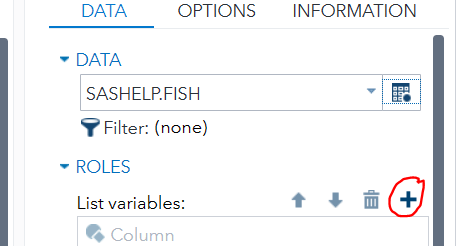 DATA OPTIONS INFORMATION
DATA
SASHELP.FISH
Filter: (none)
ROLES
List variables:
Column